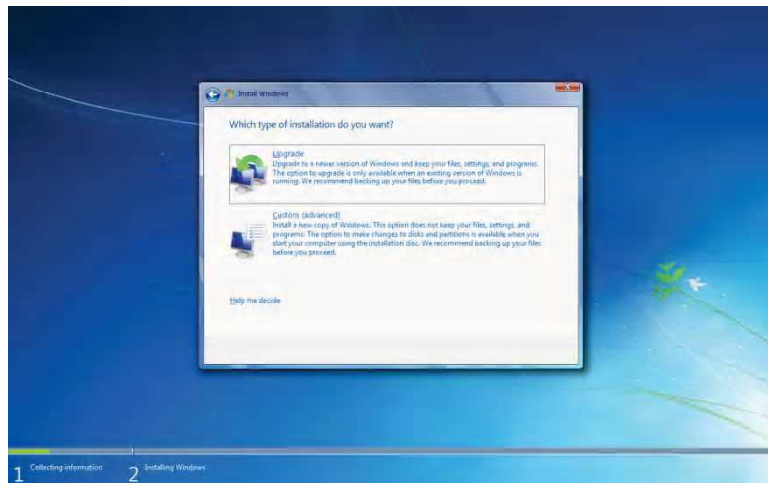 Install Windows
Which type of installation do you want?
Upgrade
Upgrade to a newer version of Windows and keep your files, settings, and programs.
The option to upgrade is only available when an existing version of Windows is
running. We recommend backing up your files before you proceed.
Custom (advanced)
Install a new copy of Windows. This option does not keep your files, settings, and
programs. The option to make changes to disks and partitions is available when you
start your computer using the installation disc. We recommend backing up your files
before you proceed.
Help me decide
1 Collecting information
2 Installing Windows